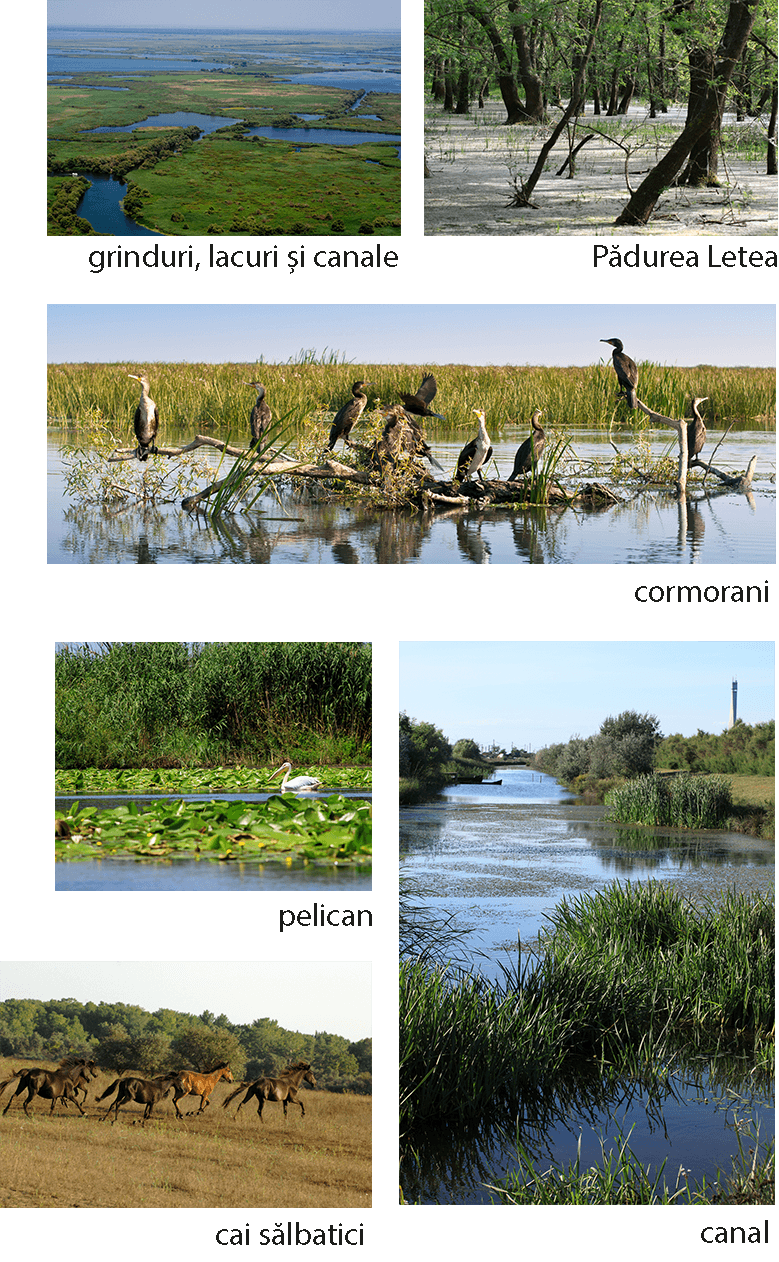 grinduri, lacuri și canale
Pădurea Letea
cormorani
pelican
cai sălbatici
canal